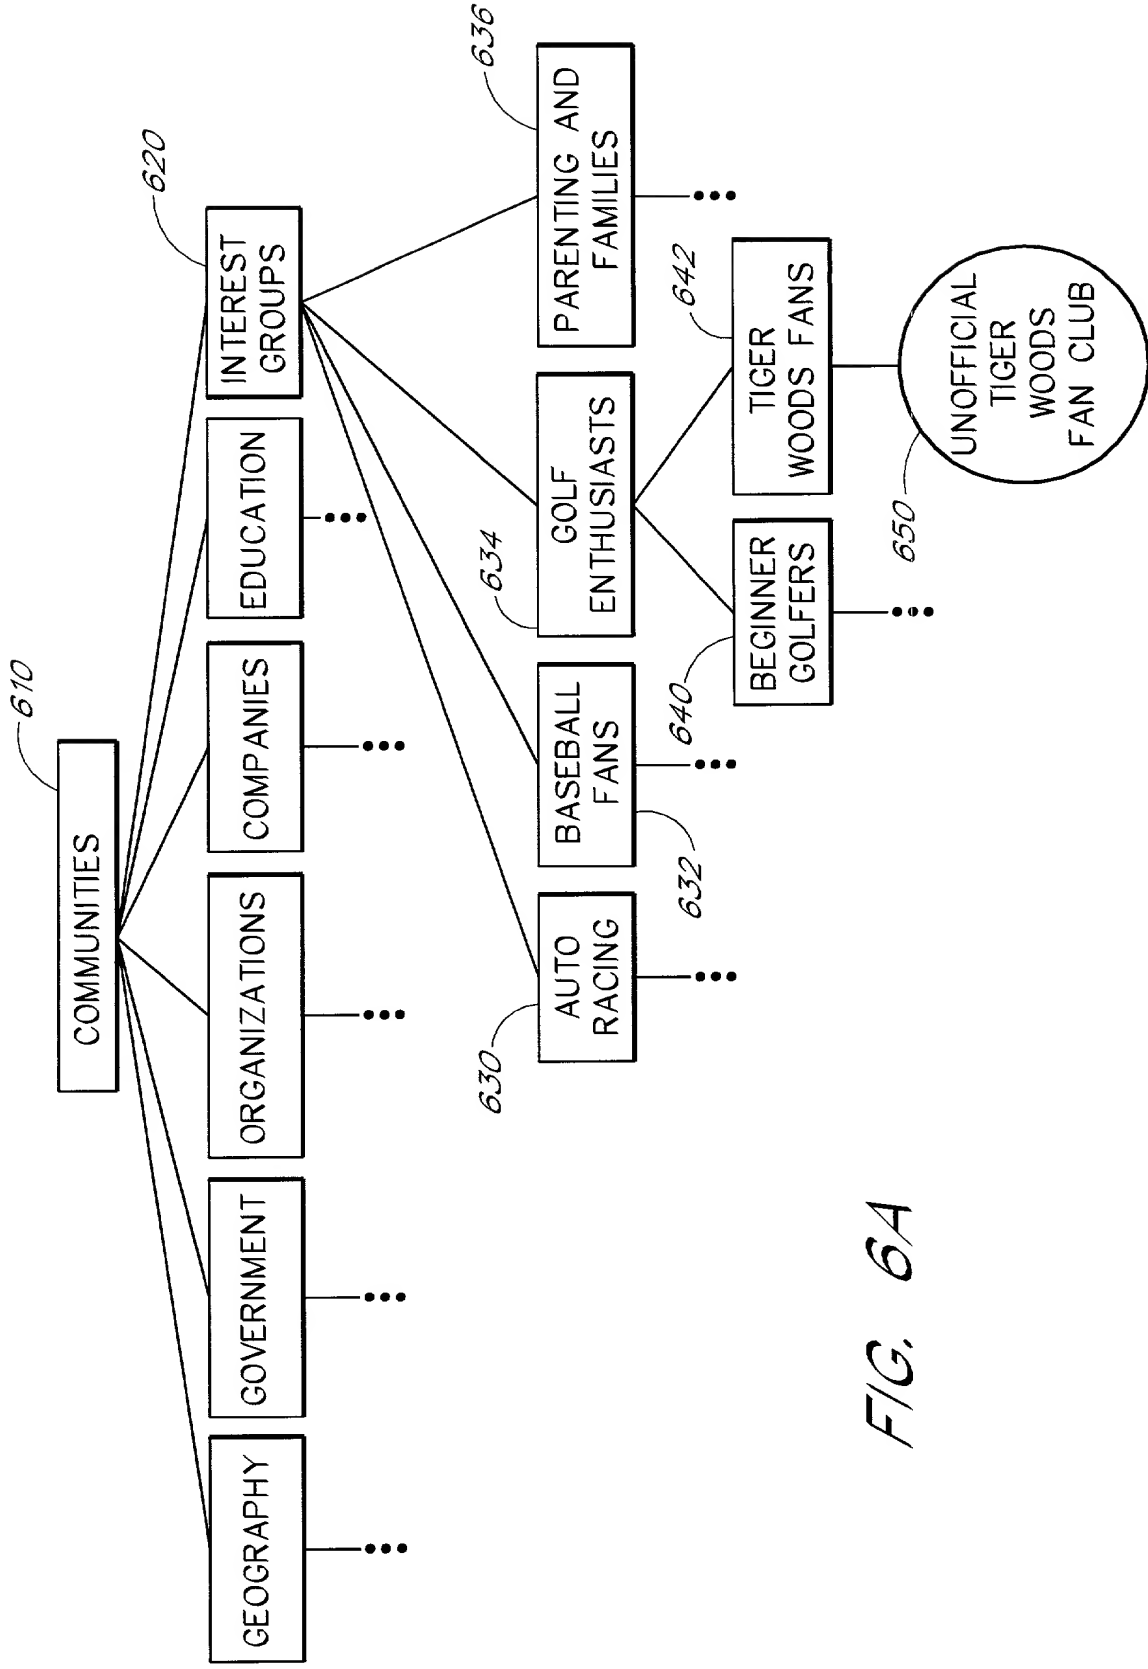 610
COMMUNITIES
620
GEOGRAPHY
GOVERNMENT
ORGANIZATIONS
COMPANIES
EDUCATION
INTEREST
GROUPS
630
AUTO
RACING
632
BASEBALL
FANS
634
GOLF
ENTHUSIASTS
636
PARENTING AND
FAMILIES
640
BEGINNER
GOLFERS
642
TIGER
WOODS FANS
650
UNOFFICIAL
TIGER
WOODS
FAN CLUB
FIG. 6A